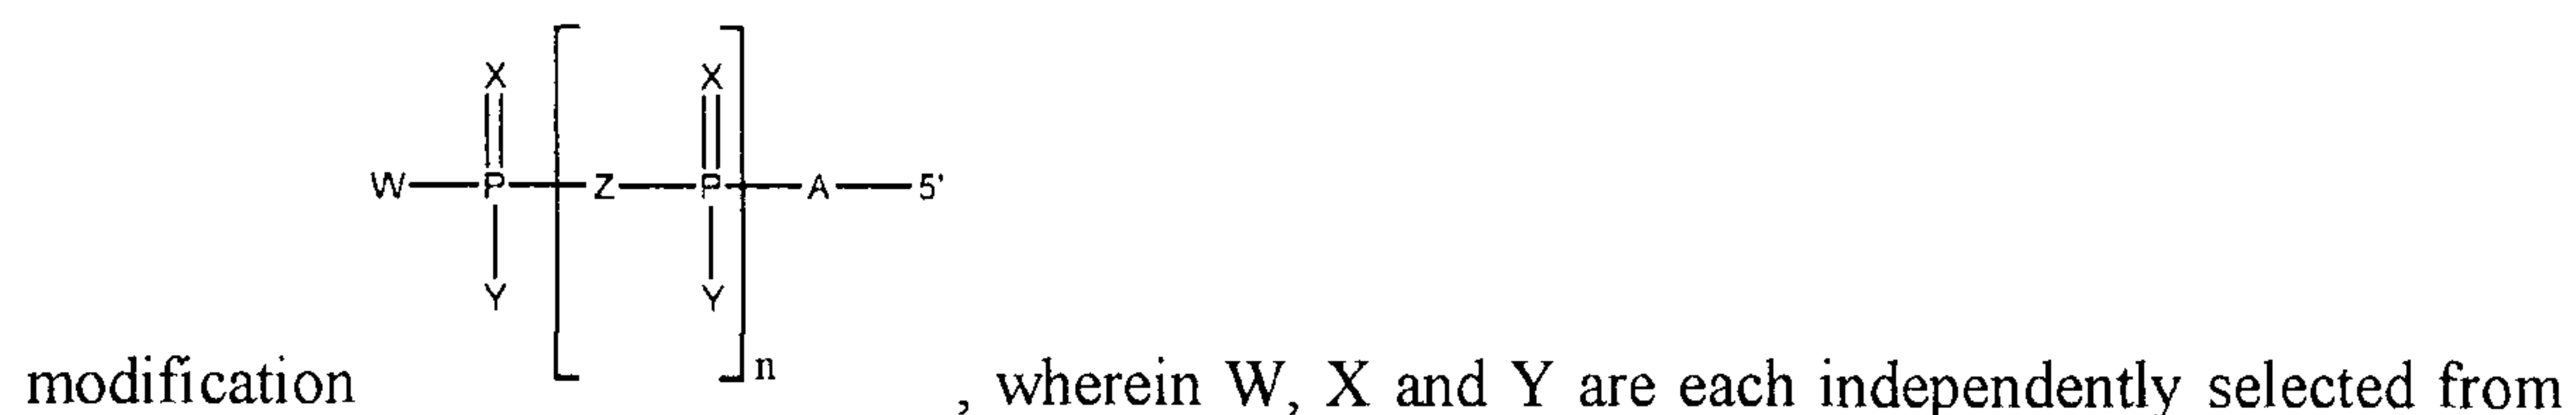 X X
W P Z P A 5'
Y Y
n
modification , wherein W, X and Y are each independently selected from